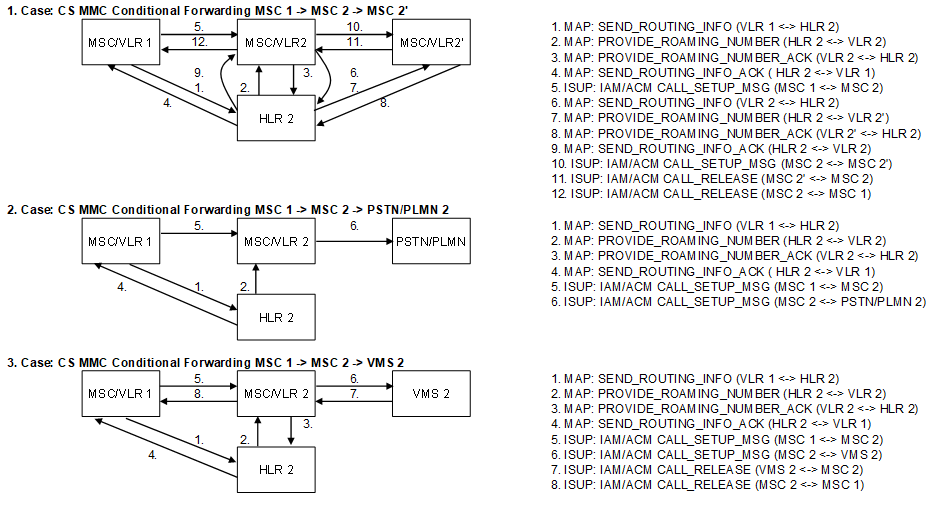 1. Case: CS MMC Conditional Forwarding MSC 1 -> MSC 2 -> MSC 2'
MSC/VLR 1
5.
12.
MSC/VLR2
10.
11.
MSC/VLR2'
9.
1.
4.
2.
3.
6.
7.
8.
HLR 2
1. MAP: SEND_ROUTING_INFO (VLR 1 <-> HLR 2)
2. MAP: PROVIDE_ROAMING_NUMBER (HLR 2 <-> VLR 2)
3. MAP: PROVIDE_ROAMING_NUMBER_ACK (VLR 2 <-> HLR 2)
4. MAP: SEND_ROUTING_INFO_ACK ( HLR 2 <-> VLR 1)
5. ISUP: IAM/ACM CALL_SETUP_MSG (MSC 1 <-> MSC 2)
6. MAP: SEND_ROUTING_INFO (VLR 2 <-> HLR 2)
7. MAP: PROVIDE_ROAMING_NUMBER (HLR 2 <-> VLR 2')
8. MAP: PROVIDE_ROAMING_NUMBER_ACK (VLR 2' <-> HLR 2)
9. MAP: SEND_ROUTING_INFO_ACK (HLR 2 <-> VLR 2)
10. ISUP: IAM/ACM CALL_SETUP_MSG (MSC 2 <-> MSC 2')
11. ISUP: IAM/ACM CALL_RELEASE (MSC 2' <-> MSC 2)
12. ISUP: IAM/ACM CALL_RELEASE (MSC 2 <-> MSC 1)
2. Case: CS MMC Conditional Forwarding MSC 1 -> MSC 2 -> PSTN/PLMN 2
MSC/VLR 1
5.
MSC/VLR 2
6.
PSTN/PLMN
4.
1.
2.
HLR 2
1. MAP: SEND_ROUTING_INFO (VLR 1 <-> HLR 2)
2. MAP: PROVIDE_ROAMING_NUMBER (HLR 2 <-> VLR 2)
3. MAP: PROVIDE_ROAMING_NUMBER_ACK (VLR 2 <-> HLR 2)
4. MAP: SEND_ROUTING_INFO_ACK ( HLR 2 <-> VLR 1)
5. ISUP: IAM/ACM CALL_SETUP_MSG (MSC 1 <-> MSC 2)
6. ISUP: IAM/ACM CALL_SETUP_MSG (MSC 2 <-> PSTN/PLMN 2)
3. Case: CS MMC Conditional Forwarding MSC 1 -> MSC 2 -> VMS 2
MSC/VLR 1
5.
8.
MSC/VLR 2
6.
7.
VMS 2
4.
1.
2.
3.
HLR 2
1. MAP: SEND_ROUTING_INFO (VLR 1 <-> HLR 2)
2. MAP: PROVIDE_ROAMING_NUMBER (HLR 2 <-> VLR 2)
3. MAP: PROVIDE_ROAMING_NUMBER_ACK (VLR 2 <-> HLR 2)
4. MAP: SEND_ROUTING_INFO_ACK (HLR 2 <-> VLR 1)
5. ISUP: IAM/ACM CALL_SETUP_MSG (MSC 1 <-> MSC 2)
6. ISUP: IAM/ACM CALL_SETUP_MSG (MSC 2 <-> VMS 2)
7. ISUP: IAM/ACM CALL_RELEASE (VMS 2 <-> MSC 2)
8. ISUP: IAM/ACM CALL_RELEASE (MSC 2 <-> MSC 1)